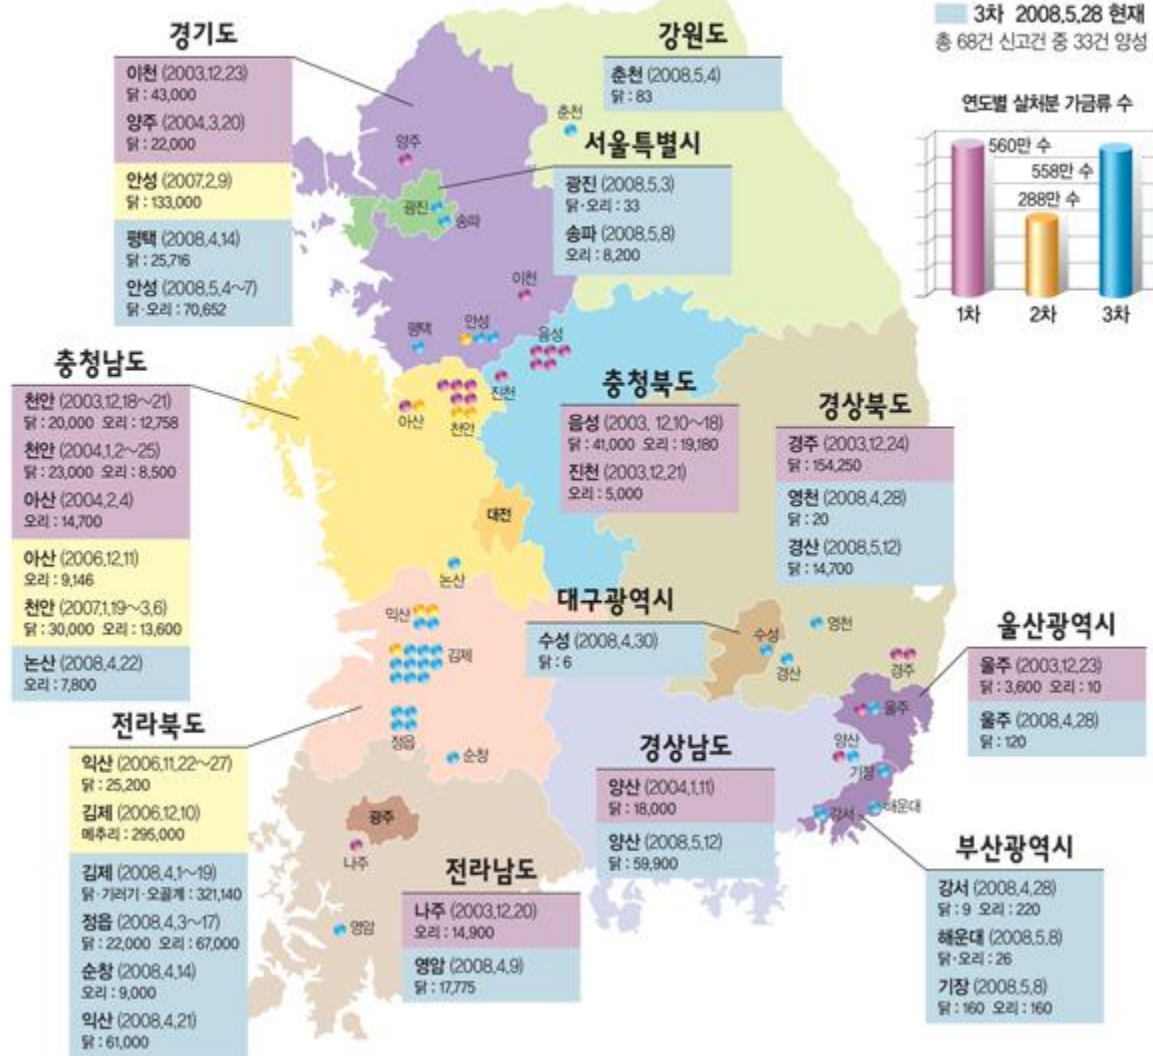 3차 2008.5.28 현재
총 68건 신고건 중 33건 양성
연도별 살처분 가금류 수
560만 수
558만 수
288만 수
1차 2차 3차
경기도
이천 (2003.12.23)
닭 : 43,000
양주 (2004.3.20)
닭 : 22,000
안성 (2007.2.9)
닭 : 133,000
평택 (2008.4.14)
닭 : 25,716
안성 (2008.5.4~7)
닭·오리 : 70,652
강원도
춘천 (2008.5.4)
닭 : 83
서울특별시
광진 (2008.5.3)
닭·오리 : 33
송파 (2008.5.8)
오리 : 8,200
충청남도
천안 (2003.12.18~21)
닭 : 20,000 오리 : 12,758
천안 (2004.1.2~25)
닭 : 23,000 오리 : 8,500
아산 (2004.2.4)
오리 : 14,700
아산 (2006.12.11)
오리 : 9,146
천안 (2007.1.19~3.6)
닭 : 30,000 오리 : 13,600
논산 (2008.4.22)
오리 : 7,800
충청북도
음성 (2003. 12.10~18)
닭 : 41,000 오리 : 19,180
진천 (2003.12.21)
오리 : 5,000
경상북도
경주 (2003.12.24)
닭 : 154,250
영천 (2008.4.28)
닭 : 20
경산 (2008.5.12)
닭 : 14,700
대구광역시
수성 (2008.4.30)
닭 : 6
울산광역시
울주 (2003.12.23)
닭 : 3,600 오리 : 10
울주 (2008.4.28)
닭 : 120
전라북도
익산 (2006.11.22~27)
닭 : 25,200
김제 (2006.12.10)
메추리 : 295,000
김제 (2008.4.1~19)
닭·기러기·오골계 : 321,140
정읍 (2008.4.3~17)
닭 : 22,000 오리 : 67,000
순창 (2008.4.14)
오리 : 9,000
익산 (2008.4.21)
닭 : 61,000
경상남도
양산 (2004.1.11)
닭 : 18,000
양산 (2008.5.12)
닭 : 59,900
전라남도
나주 (2003.12.20)
오리 : 14,900
영암 (2008.4.9)
닭 : 17,775
부산광역시
강서 (2008.4.28)
닭 : 9 오리 : 220
해운대 (2008.5.8)
닭·오리 : 26
기장 (2008.5.8)
닭 : 160 오리 : 160
춘천
양주
광진
송파
이천
평택
안성
음성
진천
아산
천안
대전
논산
익산
김제
정읍
순창
광주
나주
영암
수성
영천
경산
경주
울주
양산
기장
강서
해운대